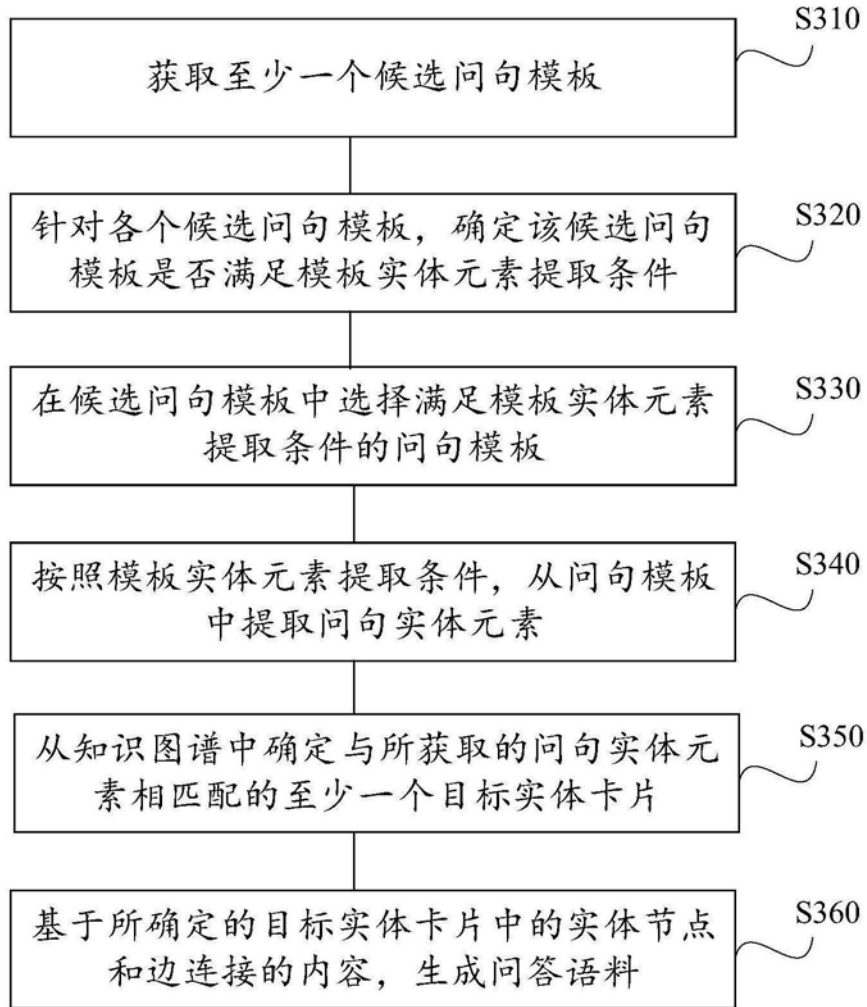 S310
获取至少一个候选问句模板
S320
针对各个候选问句模板，确定该候选问句
模板是否满足模板实体元素提取条件
S330
在候选问句模板中选择满足模板实体元素
提取条件的问句模板
S340
按照模板实体元素提取条件，从问句模板
中提取问句实体元素
S350
从知识图谱中确定与所获取的问句实体元
素相匹配的至少一个目标实体卡片
S360
基于所确定的目标实体卡片中的实体节点
和边连接的内容，生成问答语料